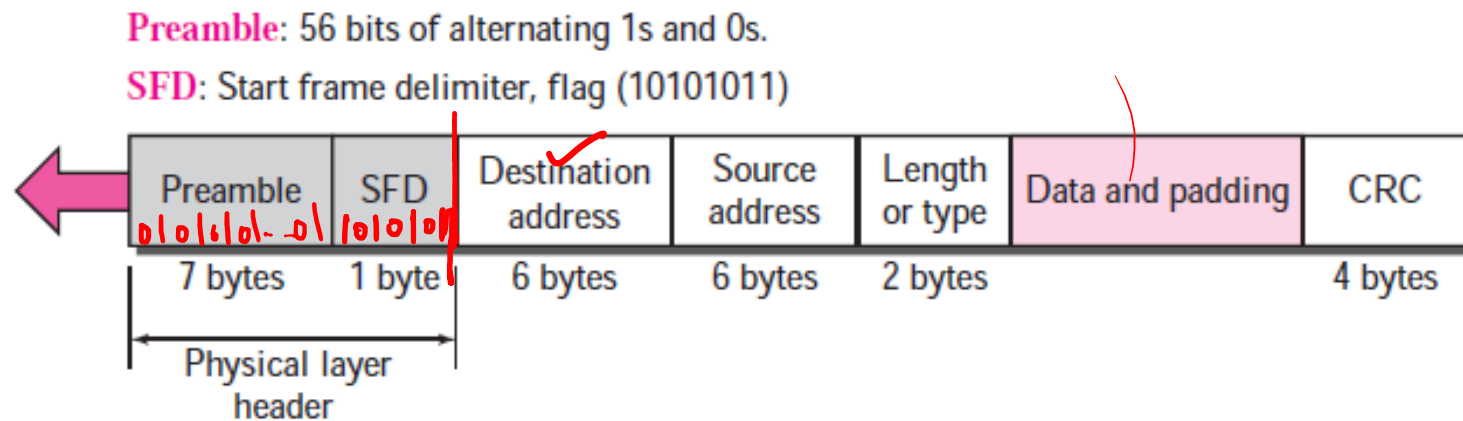 Preamble: 56 bits of alternating 1s and 0s.
SFD: Start frame delimiter, flag (10101011)
Preamble SFD Destination address Source address Length or type Data and padding CRC
10101011
7 bytes 1 byte 6 bytes 6 bytes 2 bytes 4 bytes
Physical layer
header